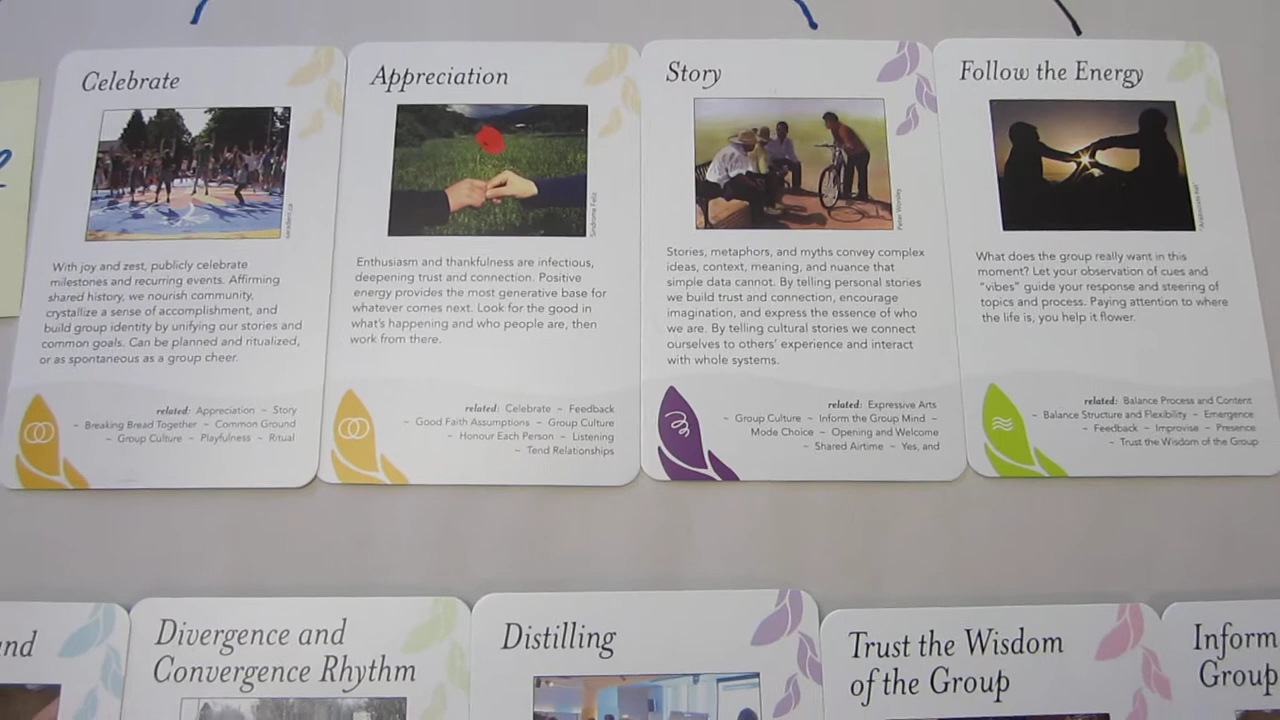 Celebrate
With joy and zest, publicly celebrate
milestones and recurring events. Affirming
shared history, we nourish community,
crystallize a sense of accomplishment, and
build group identity by unifying our stories and
common goals. Can be planned and ritualized,
or as spontaneous as a group cheer.
related: Appreciation ~ Story
~ Breaking Bread Together ~ Common Ground
~ Group Culture ~ Playfulness ~ Ritual
Appreciation
Enthusiasm and thankfulness are infectious,
deepening trust and connection. Positive
energy provides the most generative base for
whatever comes next. Look for the good in
what's happening and who people are, then
work from there.
related: Celebrate ~ Feedback
~ Good Faith Assumptions ~ Group Culture
~ Honour Each Person ~ Listening
~ Tend Relationships
Story
Stories, metaphors, and myths convey complex
ideas, context, meaning, and nuance that
simple data cannot. By telling personal stories
we build trust and connection, encourage
imagination, and express the essence of who
we are. By telling cultural stories we connect
ourselves to others' experience and interact
with whole systems.
related: Expressive Arts
~ Group Culture ~ Inform the Group Mind ~
Mode Choice ~ Opening and Welcome
~ Shared Airtime ~ Yes, and
Follow the Energy
What does the group really want in this
moment? Let your observation of cues and
"vibes" guide your response and steering of
topics and process. Paying attention to where
the life is, you help it flower.
related: Balance Process and Content
~ Balance Structure and Flexibility ~ Emergence
~ Feedback ~ Improvise ~ Presence
~ Trust the Wisdom of the Group
Divergence and
Convergence Rhythm
Distilling
Trust the Wisdom
of the Group
Inform
Group